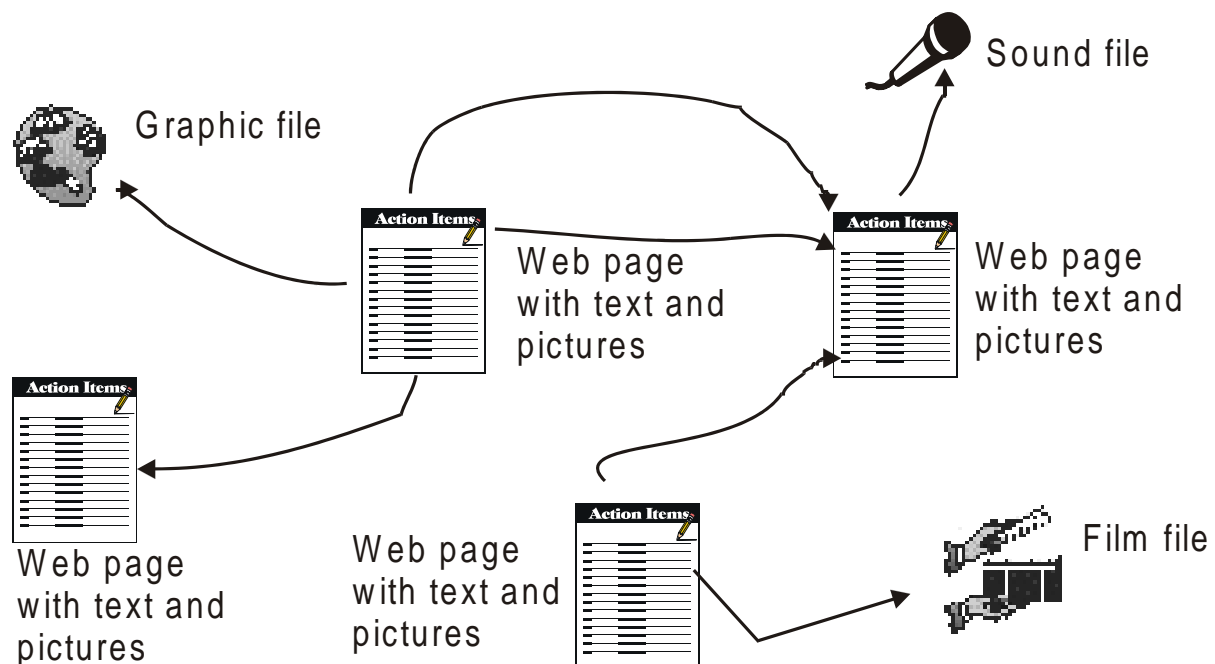 Sound file
Graphic file
Action Items
Web page
with text and
pictures
Action Items
Web page
with text and
pictures
Action Items
Web page
with text and
pictures
Web page
with text and
pictures
Action Items
Film file